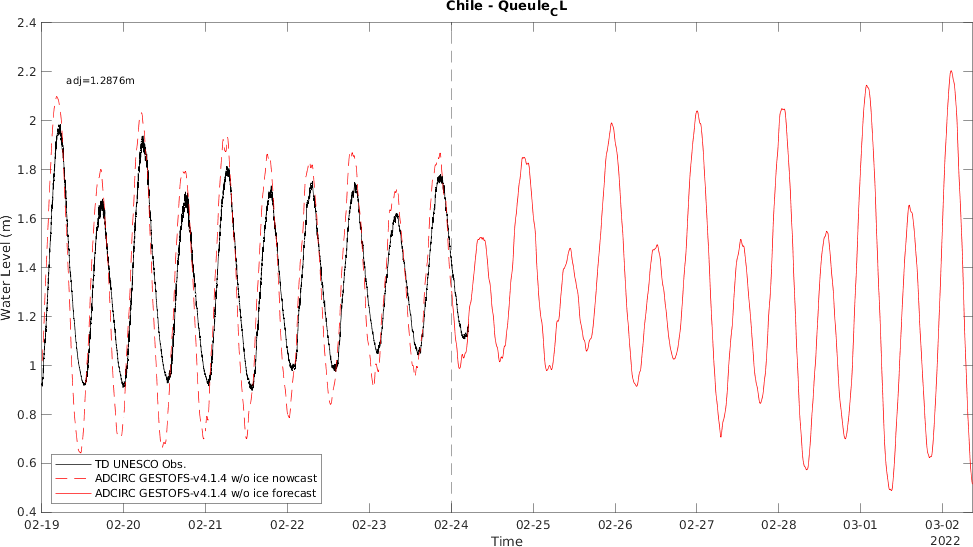 Chile - Queule_CL
2.4
2.2
2
1.8
1.6
1.4
1.2
1
0.8
0.6
0.4
Water Level (m)
adj=1.2876m
TD UNESCO Obs.
ADCIRC GESTOFS-v4.1.4 w/o ice nowcast
ADCIRC GESTOFS-v4.1.4 w/o ice forecast
02-19 02-20 02-21 02-22 02-23 02-24 02-25 02-26 02-27 02-28 03-01 03-02
Time
2022